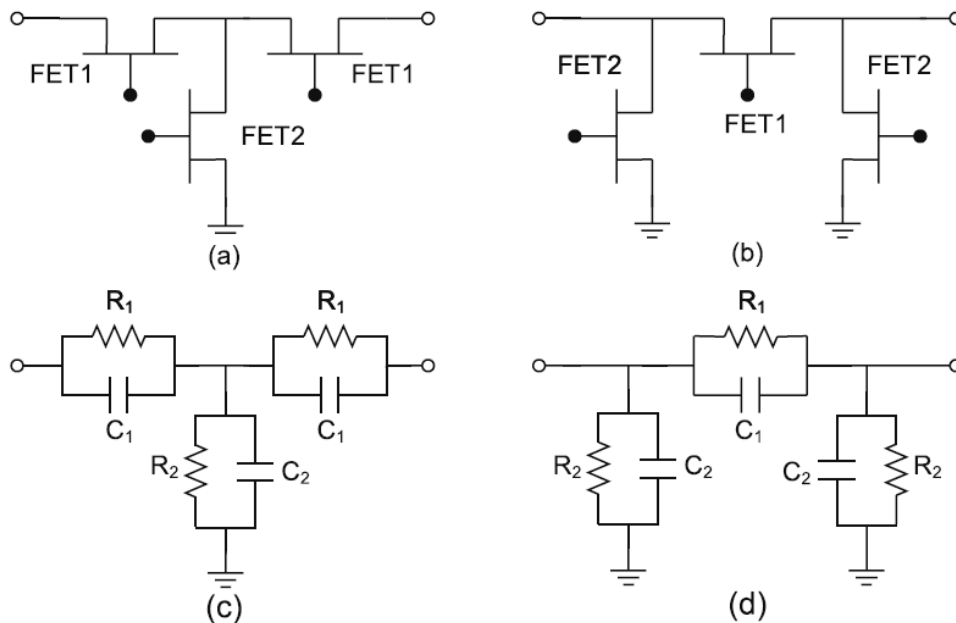 FET1
FET1
FET2
(a)
FET2
FET2
FET1
(b)
R₁
R₁
C₁
C₁
R₂
C₂
(c)
R₁
C₁
R₂
C₂
C₂
R₂
(d)